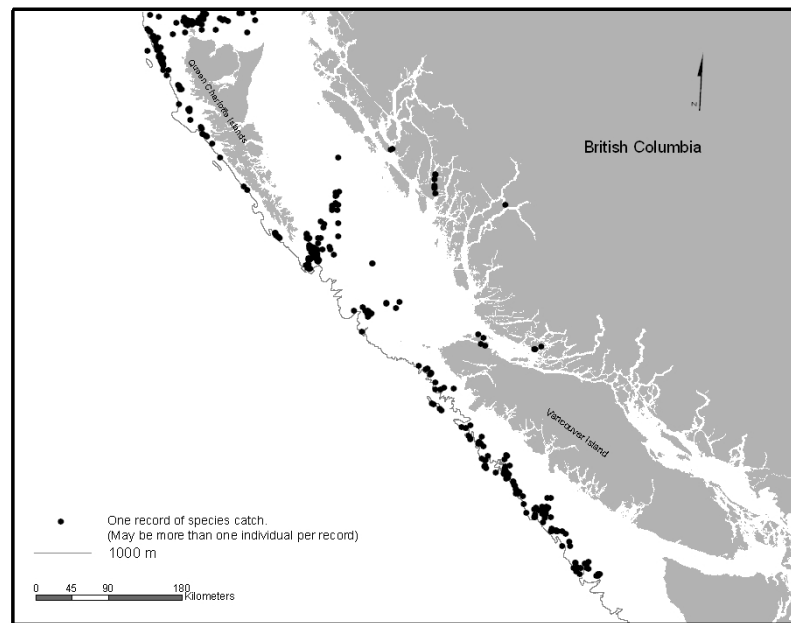 Queen Charlotte Islands
N
British Columbia
Vancouver Island
One record of species catch.
(May be more than one individual per record)
1000 m
0 45 90 180
Kilometers